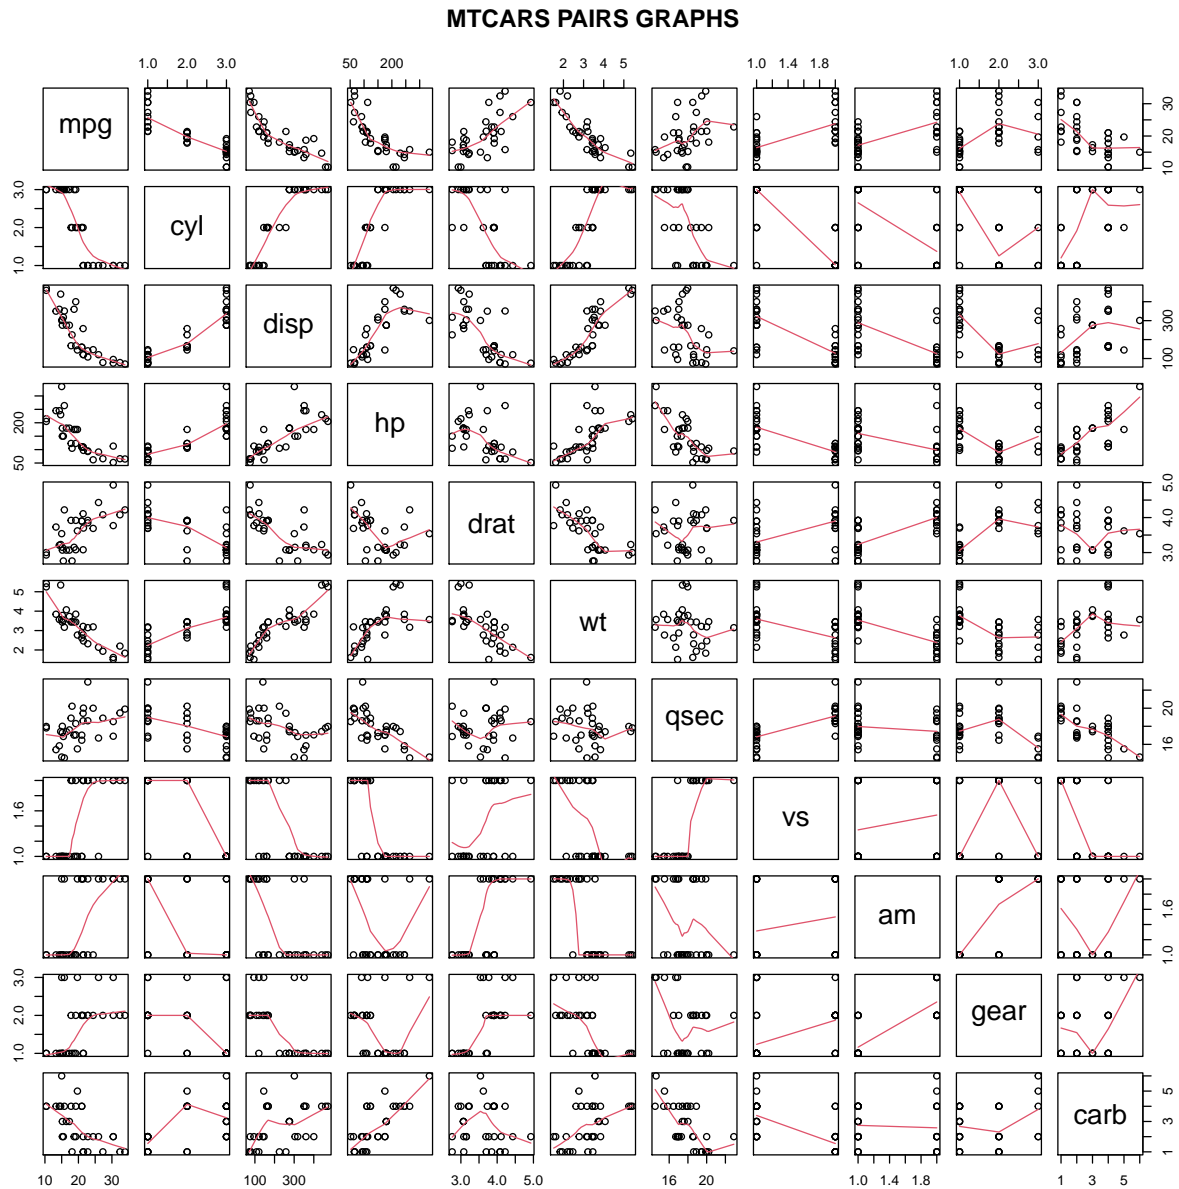 MTCARS PAIRS GRAPHS
1.0 2.0 3.0 50 200 2 3 4 5 1.0 1.4 1.8 1.0 2.0 3.0
mpg 10 20 30
1.0 2.0 3.0 cyl
disp 100 300
50 200 hp
drat 3.0 4.0 5.0
2 3 4 5 wt
qsec 16 20
1.0 1.6 vs
am 1.0 1.6
1.0 2.0 3.0 gear
carb 1 3 5
10 20 30 100 300 3.0 4.0 5.0 16 20 1.0 1.4 1.8 1 2 3 4 5 6